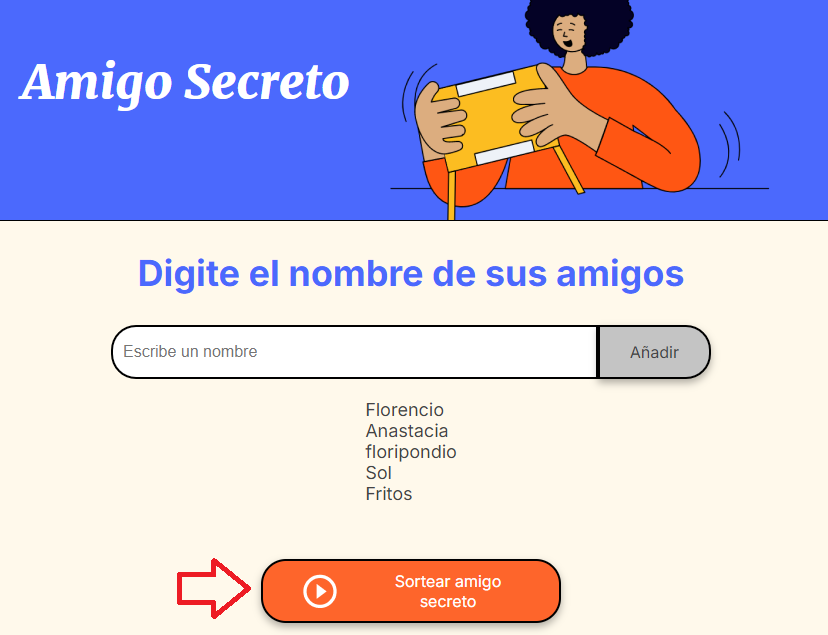 Amigo Secreto
Digite el nombre de sus amigos
Escribe un nombre
Añadir
Florencio
Anastacia
floripondio
Sol
Fritos
Sortear amigo
secreto